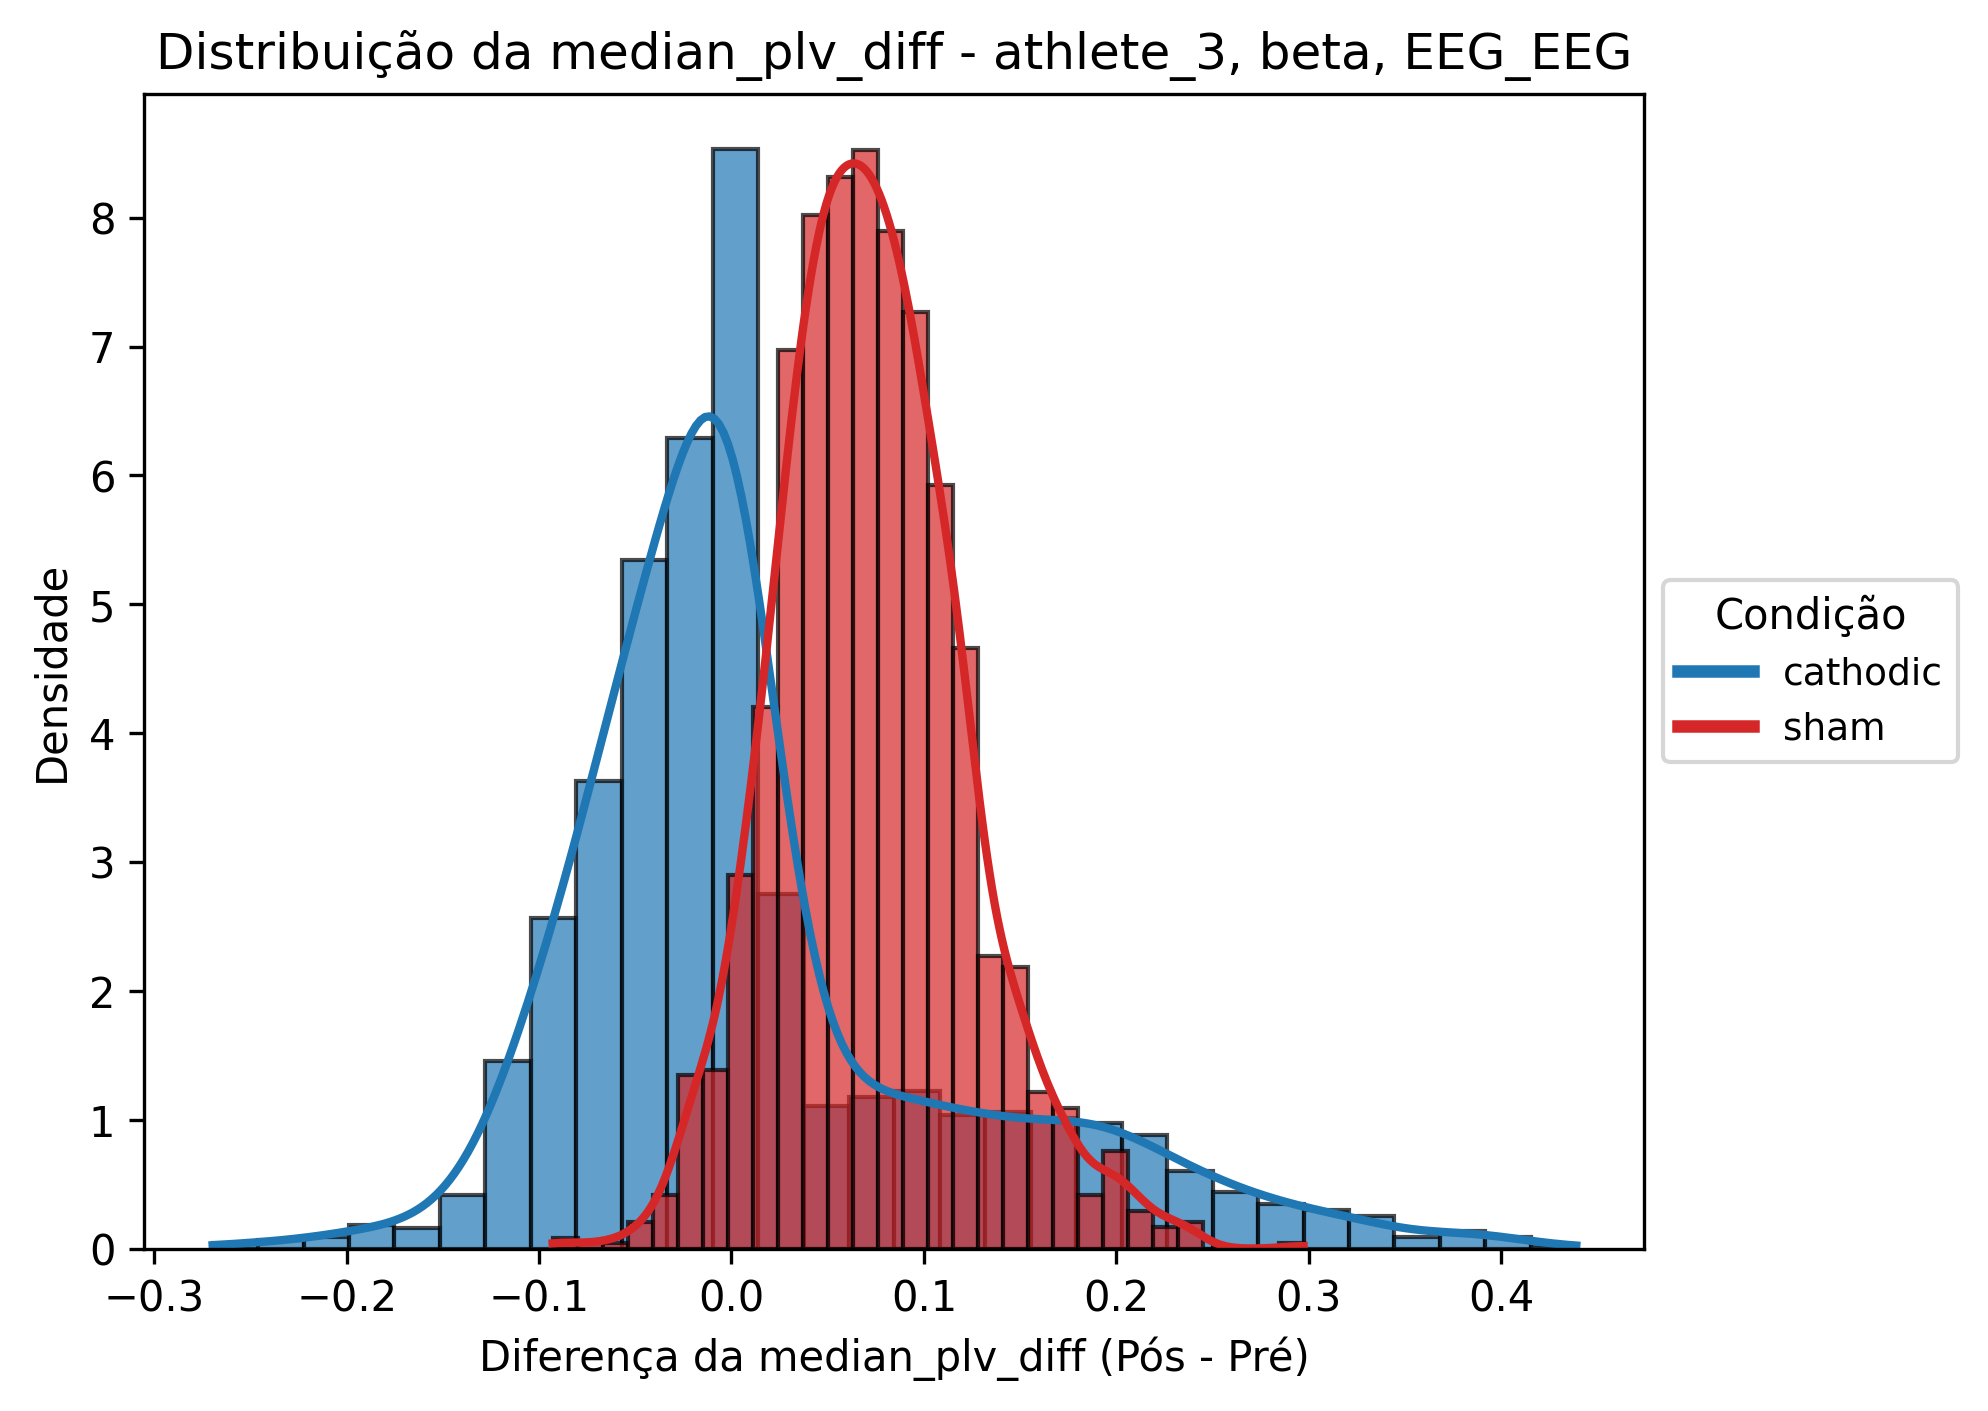 Distribuição da median_plv_diff - athlete_3, beta, EEG_EEG
Densidade
8
7
6
5
4
3
2
1
0
−0.3 −0.2 −0.1 0.0 0.1 0.2 0.3 0.4
Diferença da median_plv_diff (Pós - Pré)
Condição
cathodic
sham